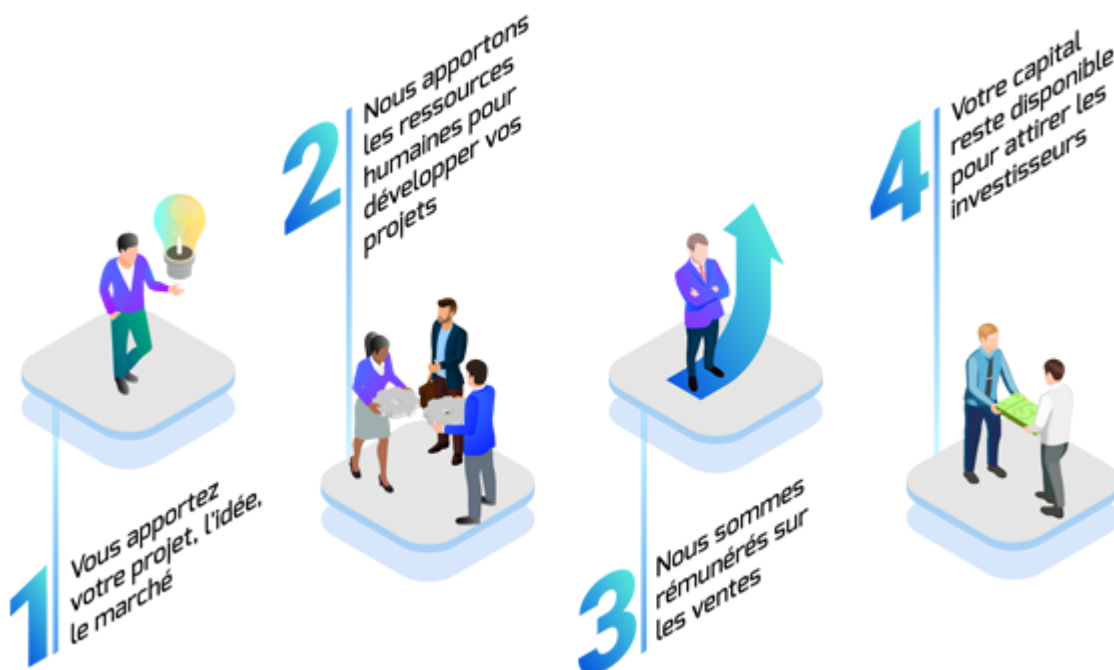 1
Vous apportez
votre projet, l'idée,
le marché
2
Nous apportons
les ressources
humaines pour
développer vos
projets
3
Nous sommes
rémunérés sur
les ventes
4
Votre capital
reste disponible
pour attirer les
investisseurs